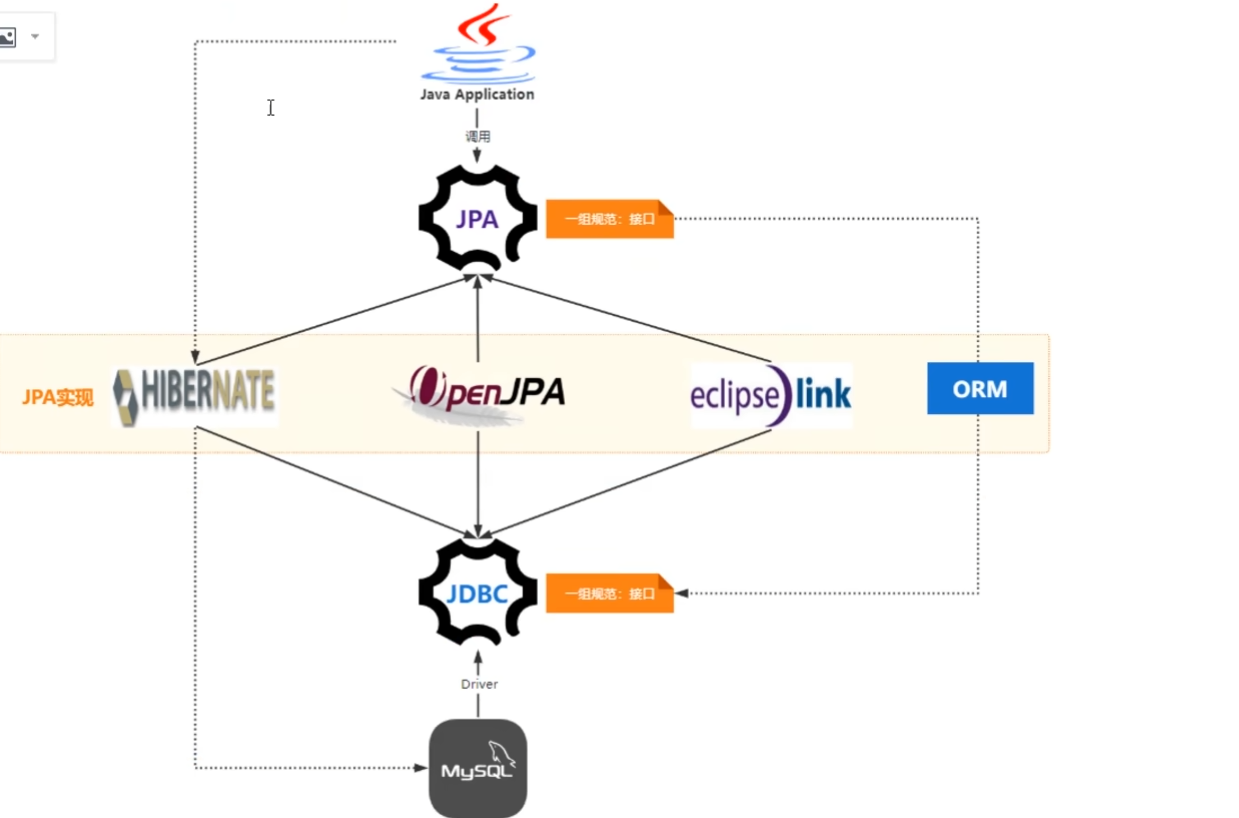 Java Application
调用
JPA
一组规范：接口
JPA实现
HIBERNATE
OpenJPA
eclipse link
ORM
JDBC
一组规范：接口
Driver
MySQL